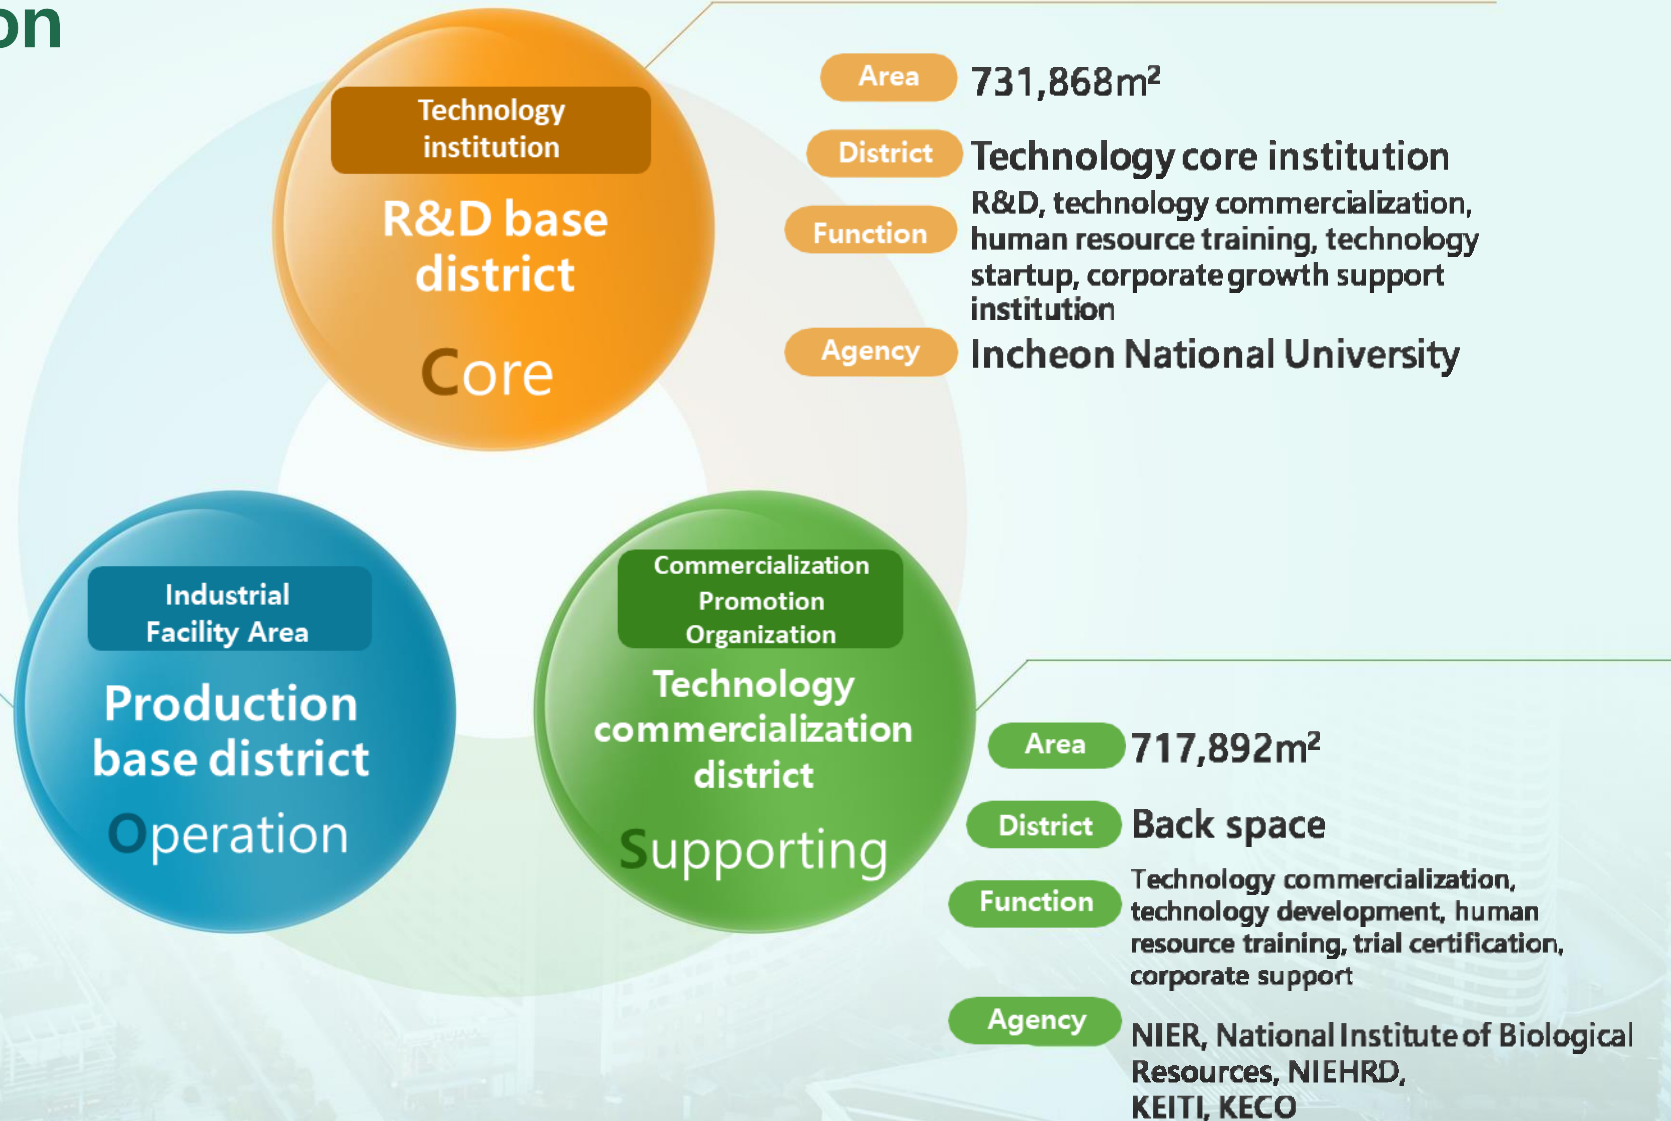 on
Technology
institution
R&D base
district
Core
Area
731,868m²
District
Technology core institution
Function
R&D, technology commercialization,
human resource training, technology
startup, corporate growth support
institution
Agency
Incheon National University
Industrial
Facility Area
Production
base district
Operation
Commercialization
Promotion
Organization
Technology
commercialization
district
Supporting
Area
717,892m²
District
Back space
Function
Technology commercialization,
technology development, human
resource training, trial certification,
corporate support
Agency
NIER, National Institute of Biological
Resources, NIEHRD,
KEITI, KECO